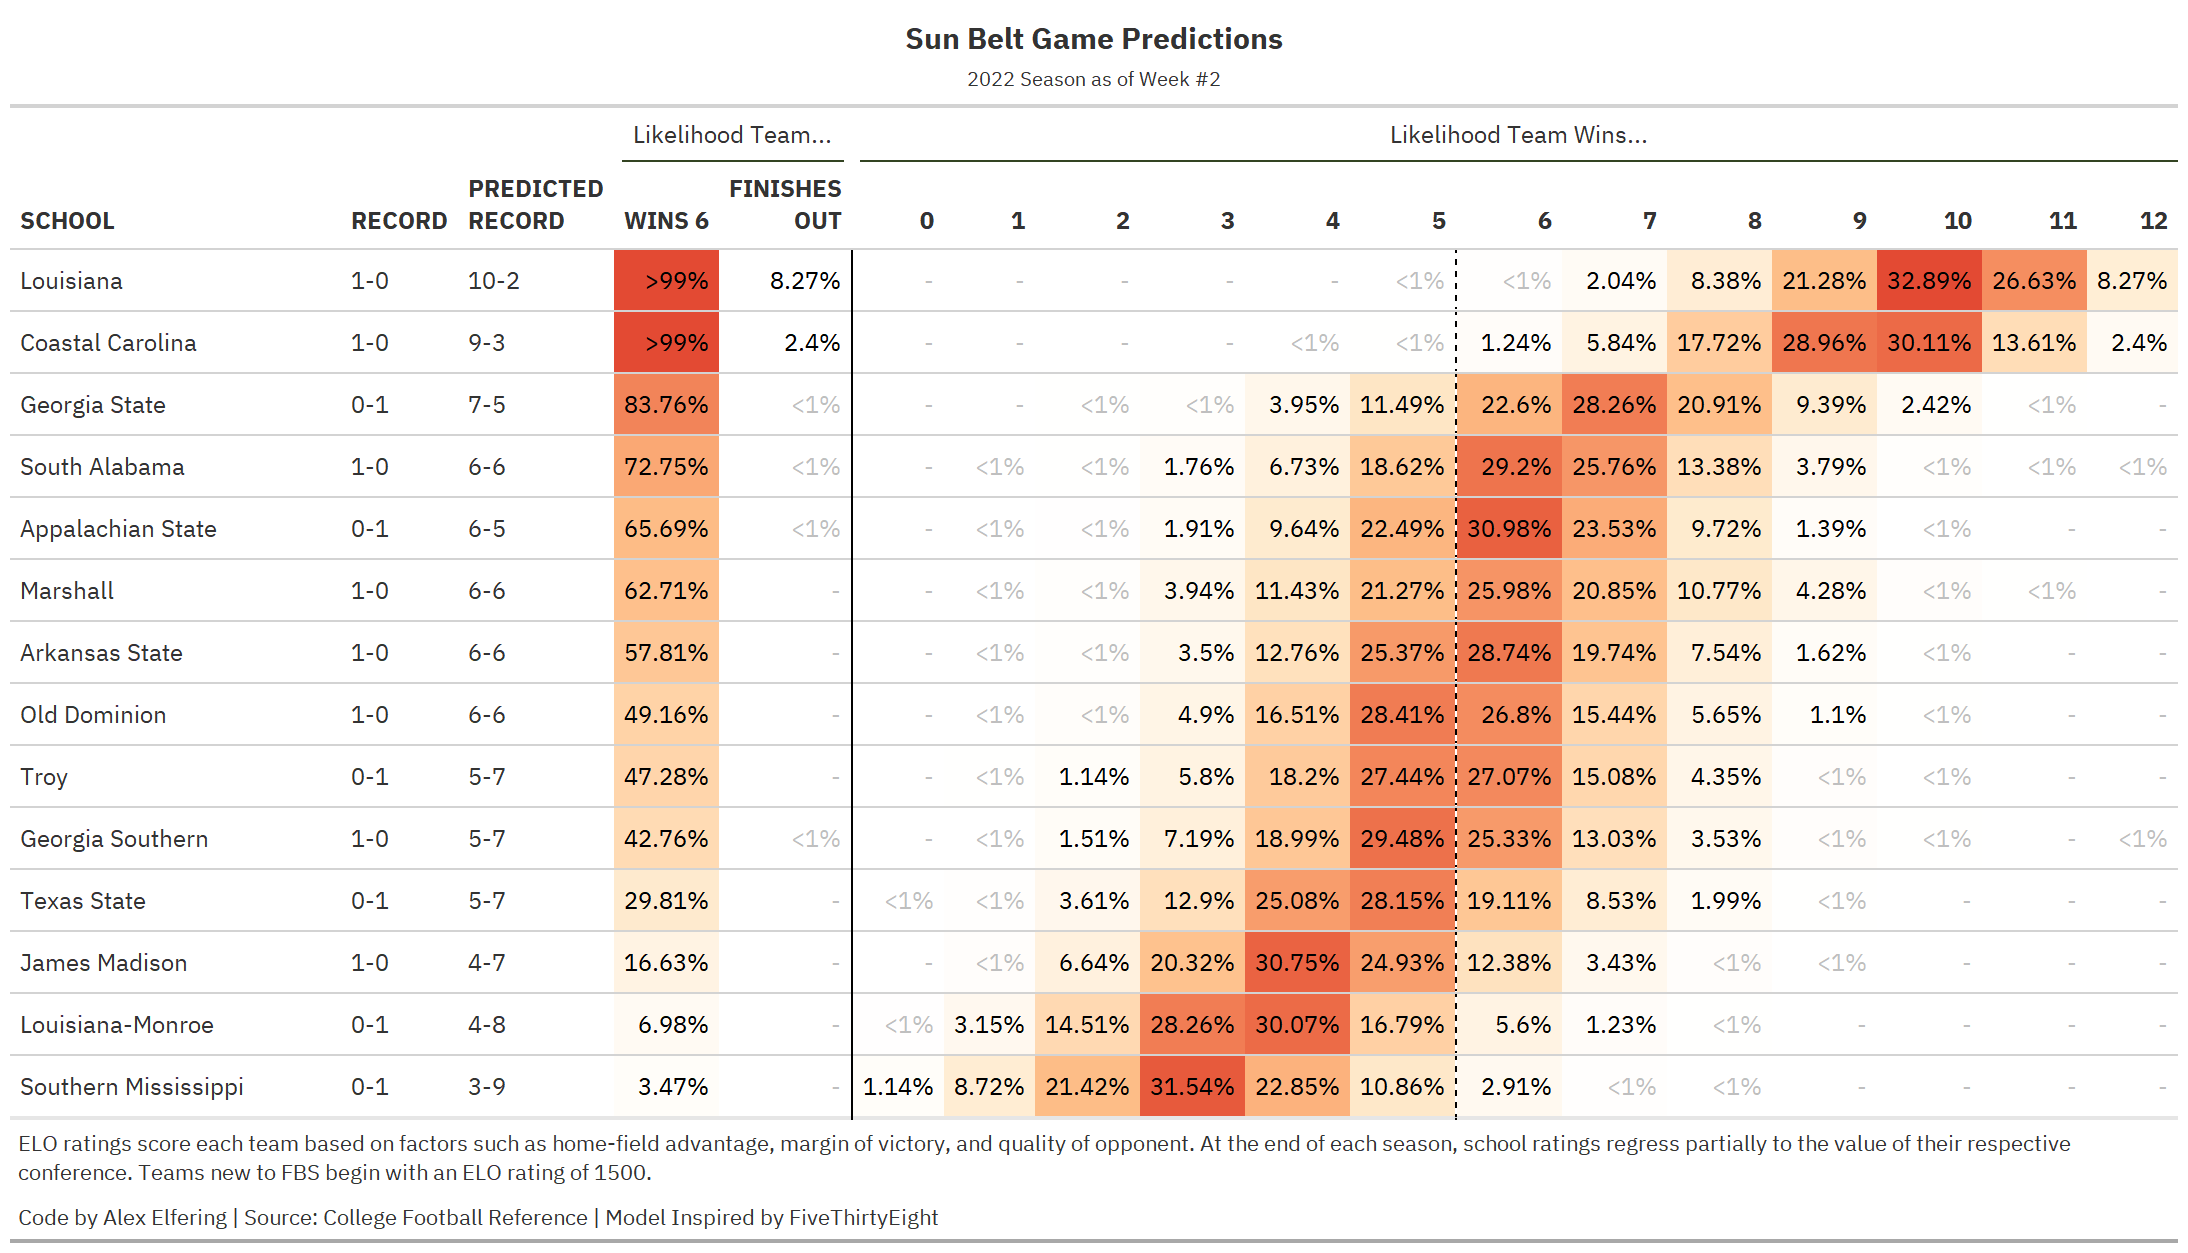 Sun Belt Game Predictions
2022 Season as of Week #2
Likelihood Team... Likelihood Team Wins...
SCHOOL RECORD PREDICTED RECORD WINS 6 FINISHES OUT 0 1 2 3 4 5 6 7 8 9 10 11 12
Louisiana 1-0 10-2 >99% 8.27% - - - - - <1% <1% 2.04% 8.38% 21.28% 32.89% 26.63% 8.27%
Coastal Carolina 1-0 9-3 >99% 2.4% - - - - <1% <1% 1.24% 5.84% 17.72% 28.96% 30.11% 13.61% 2.4%
Georgia State 0-1 7-5 83.76% <1% - - <1% <1% 3.95% 11.49% 22.6% 28.26% 20.91% 9.39% 2.42% <1% -
South Alabama 1-0 6-6 72.75% <1% - <1% <1% 1.76% 6.73% 18.62% 29.2% 25.76% 13.38% 3.79% <1% <1% <1%
Appalachian State 0-1 6-5 65.69% <1% - <1% <1% 1.91% 9.64% 22.49% 30.98% 23.53% 9.72% 1.39% <1% - -
Marshall 1-0 6-6 62.71% - - <1% <1% 3.94% 11.43% 21.27% 25.98% 20.85% 10.77% 4.28% <1% <1% -
Arkansas State 1-0 6-6 57.81% - - <1% <1% 3.5% 12.76% 25.37% 28.74% 19.74% 7.54% 1.62% <1% - -
Old Dominion 1-0 6-6 49.16% - - <1% <1% 4.9% 16.51% 28.41% 26.8% 15.44% 5.65% 1.1% <1% - -
Troy 0-1 5-7 47.28% - - <1% 1.14% 5.8% 18.2% 27.44% 27.07% 15.08% 4.35% <1% <1% - -
Georgia Southern 1-0 5-7 42.76% <1% - <1% 1.51% 7.19% 18.99% 29.48% 25.33% 13.03% 3.53% <1% <1% - <1%
Texas State 0-1 5-7 29.81% - <1% <1% 3.61% 12.9% 25.08% 28.15% 19.11% 8.53% 1.99% <1% - - -
James Madison 1-0 4-7 16.63% - - <1% 6.64% 20.32% 30.75% 24.93% 12.38% 3.43% <1% <1% - - -
Louisiana-Monroe 0-1 4-8 6.98% - <1% 3.15% 14.51% 28.26% 30.07% 16.79% 5.6% 1.23% <1% - - - -
Southern Mississippi 0-1 3-9 3.47% - 1.14% 8.72% 21.42% 31.54% 22.85% 10.86% 2.91% <1% <1% - - - -
ELO ratings score each team based on factors such as home-field advantage, margin of victory, and quality of opponent. At the end of each season, school ratings regress partially to the value of their respective
conference. Teams new to FBS begin with an ELO rating of 1500.
Code by Alex Elfering | Source: College Football Reference | Model Inspired by FiveThirtyEight